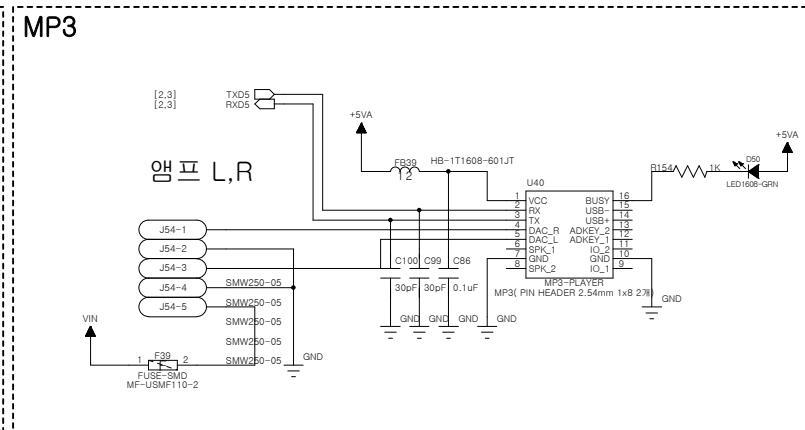 MP3
[2,3] TXD5
[2,3] RXD5
+5VA
+5VA
앰프 L,R
FB39 HB-1T1608-601JT
1 2
R154 1K
D50
LED1608-GRN
U40
1 VCC BUSY 16
2 RX USB- 15
3 TX USB+ 14
4 DAC_R ADKEY_2 13
5 DAC_L ADKEY_1 12
6 SPK_1 IO_2 11
7 GND GND 10
8 SPK_2 IO_1 9
MP3-PLAYER
MP3( PIN HEADER 2.54mm 1x8 2개)
J54-1
J54-2
J54-3
J54-4
J54-5
SMW250-05
SMW250-05
SMW250-05
SMW250-05
SMW250-05
C100 C99 C86
30pF 30pF 0.1uF
GND GND GND GND
GND
GND
VIN
1 F39 2
FUSE-SMD
MF-USMF110-2